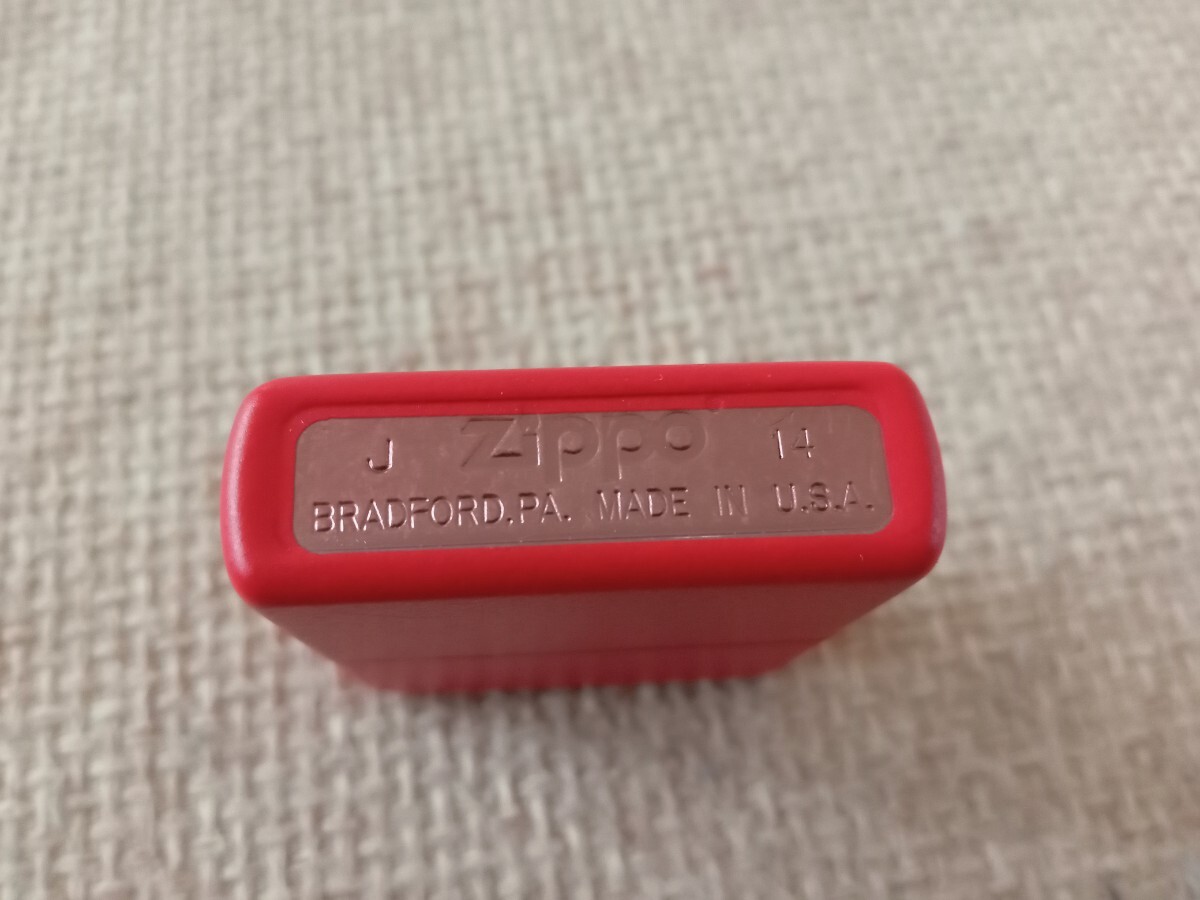 J Zippo 14
BRADFORD, PA. MADE IN U.S.A.